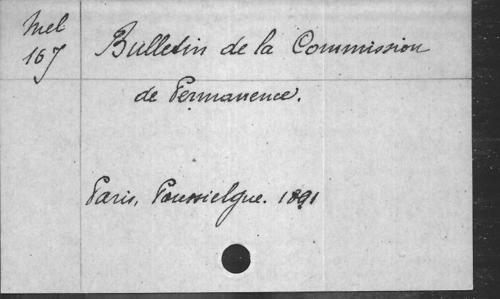 Mel
167
Bulletin de la Commission
de Permanence.
Paris, Poussielgue. 1891